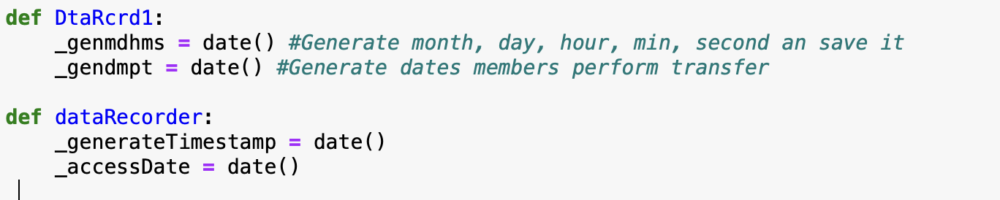 def DtaRcrd1:
    _genmdhms = date() #Generate month, day, hour, min, second an save it
    _gendmpt = date() #Generate dates members perform transfer

def dataRecorder:
    _generateTimestamp = date()
    _accessDate = date()